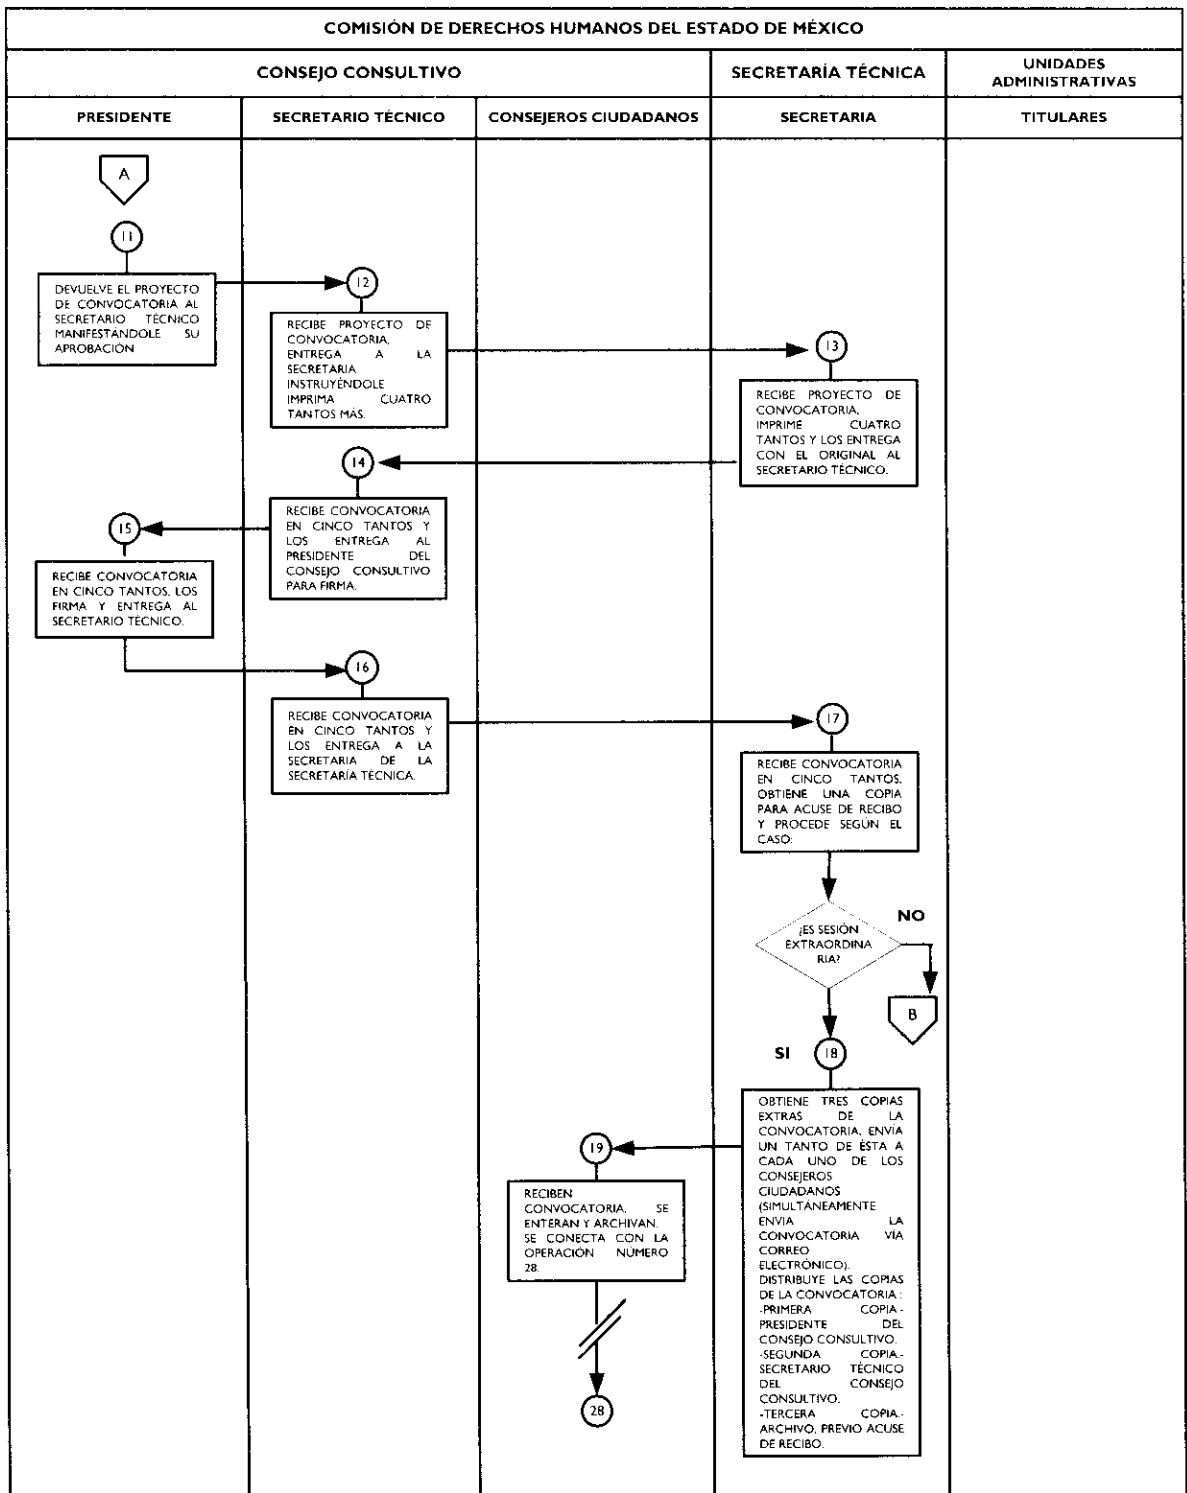 COMISIÓN DE DERECHOS HUMANOS DEL ESTADO DE MÉXICO
CONSEJO CONSULTIVO
SECRETARÍA TÉCNICA
UNIDADES
ADMINISTRATIVAS
PRESIDENTE
SECRETARIO TÉCNICO
CONSEJEROS CIUDADANOS
SECRETARIA
TITULARES
A
11
DEVUELVE EL PROYECTO
DE CONVOCATORIA AL
SECRETARIO TÉCNICO
MANIFESTÁNDOLE SU
APROBACIÓN
12
RECIBE PROYECTO DE
CONVOCATORIA,
ENTREGA A LA
SECRETARIA
INSTRUYÉNDOLE
IMPRIMA CUATRO
TANTOS MÁS.
13
RECIBE PROYECTO DE
CONVOCATORIA,
IMPRIME CUATRO
TANTOS Y LOS ENTREGA
CON EL ORIGINAL AL
SECRETARIO TÉCNICO.
14
RECIBE CONVOCATORIA
EN CINCO TANTOS Y
LOS ENTREGA AL
PRESIDENTE DEL
CONSEJO CONSULTIVO
PARA FIRMA.
15
RECIBE CONVOCATORIA
EN CINCO TANTOS, LOS
FIRMA Y ENTREGA AL
SECRETARIO TÉCNICO.
16
RECIBE CONVOCATORIA
EN CINCO TANTOS Y
LOS ENTREGA A LA
SECRETARIA DE LA
SECRETARÍA TÉCNICA.
17
RECIBE CONVOCATORIA
EN CINCO TANTOS,
OBTIENE UNA COPIA
PARA ACUSE DE RECIBO
Y PROCEDE SEGÚN EL
CASO:
¿ES SESIÓN
EXTRAORDINA
RIA?
NO
B
SI
18
OBTIENE TRES COPIAS
EXTRAS DE LA
CONVOCATORIA, ENVÍA
UN TANTO DE ÉSTA A
CADA UNO DE LOS
CONSEJEROS
CIUDADANOS
(SIMULTÁNEAMENTE
ENVIA LA
CONVOCATORIA VÍA
CORREO
ELECTRÓNICO).
DISTRIBUYE LAS COPIAS
DE LA CONVOCATORIA :
-PRIMERA COPIA.-
PRESIDENTE DEL
CONSEJO CONSULTIVO.
-SEGUNDA COPIA.-
SECRETARIO TÉCNICO
DEL CONSEJO
CONSULTIVO.
-TERCERA COPIA.-
ARCHIVO, PREVIO ACUSE
DE RECIBO.
19
RECIBEN
CONVOCATORIA, SE
ENTERAN Y ARCHIVAN.
SE CONECTA CON LA
OPERACIÓN NÚMERO
28.
28